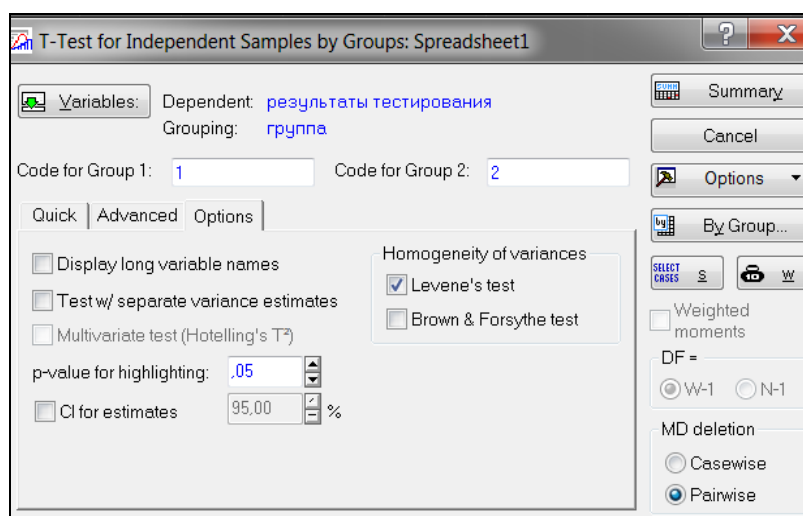 T-Test for Independent Samples by Groups: Spreadsheet1
Variables: Dependent: результаты тестирования
Grouping: группа
Code for Group 1: 1 Code for Group 2: 2
Quick Advanced Options
Display long variable names
Test w/ separate variance estimates
Multivariate test (Hotelling's T²)
p-value for highlighting: ,05
CI for estimates 95,00 %
Homogeneity of variances
Levene's test
Brown & Forsythe test
Summary
Cancel
Options
By Group...
SELECT CASES S W
Weighted moments
DF =
W-1 N-1
MD deletion
Casewise
Pairwise